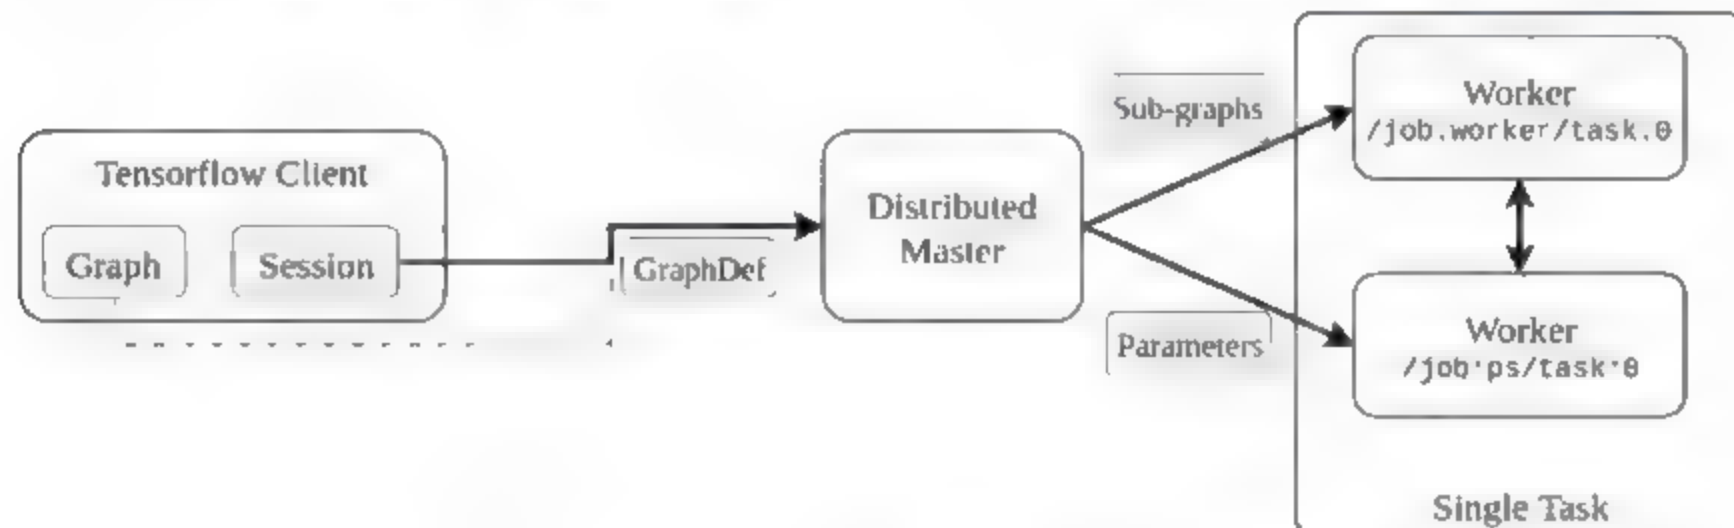 Tensorflow Client
Graph
Session
GraphDef
Distributed
Master
Sub-graphs
Parameters
Worker
/job.worker/task.0
Worker
/job:ps/task:0
Single Task